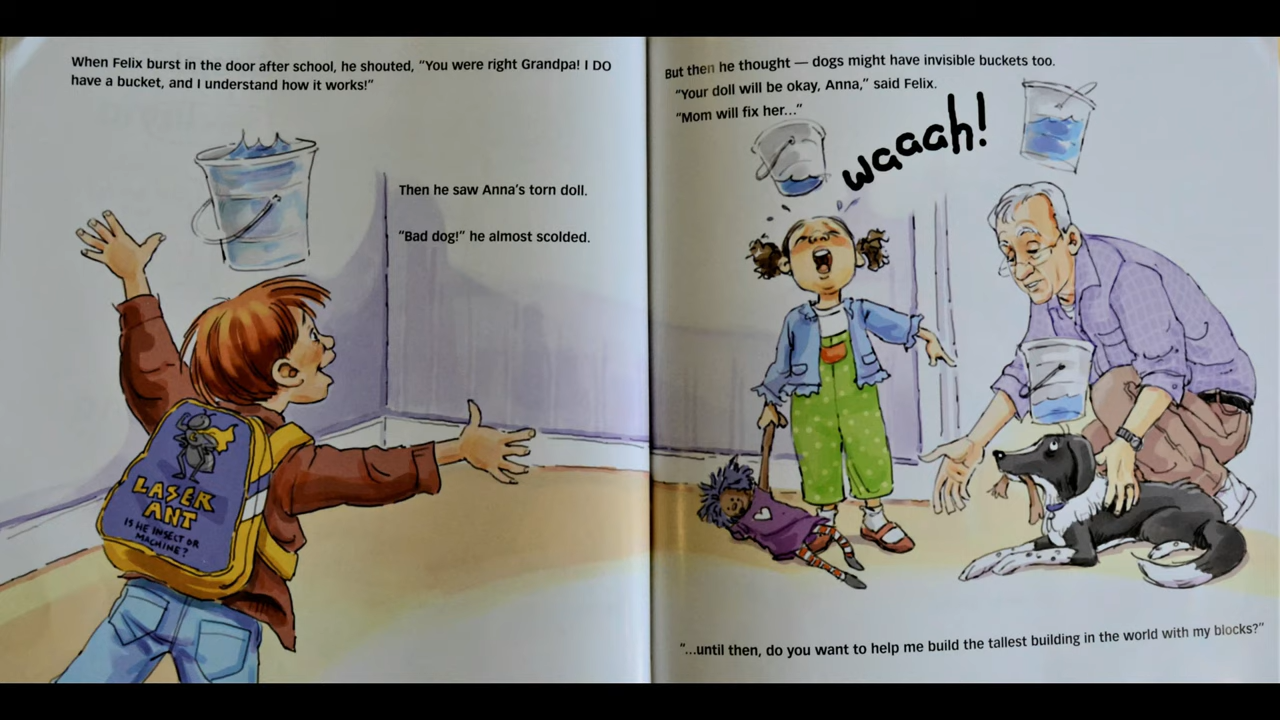 When Felix burst in the door after school, he shouted, “You were right Grandpa! I DO
have a bucket, and I understand how it works!”
Then he saw Anna’s torn doll.
“Bad dog!” he almost scolded.
LASER
ANT
IS HE INSECT OR
MACHINE?
But then he thought — dogs might have invisible buckets too.
“Your doll will be okay, Anna,” said Felix.
“Mom will fix her...”
waaah!
“...until then, do you want to help me build the tallest building in the world with my blocks?”